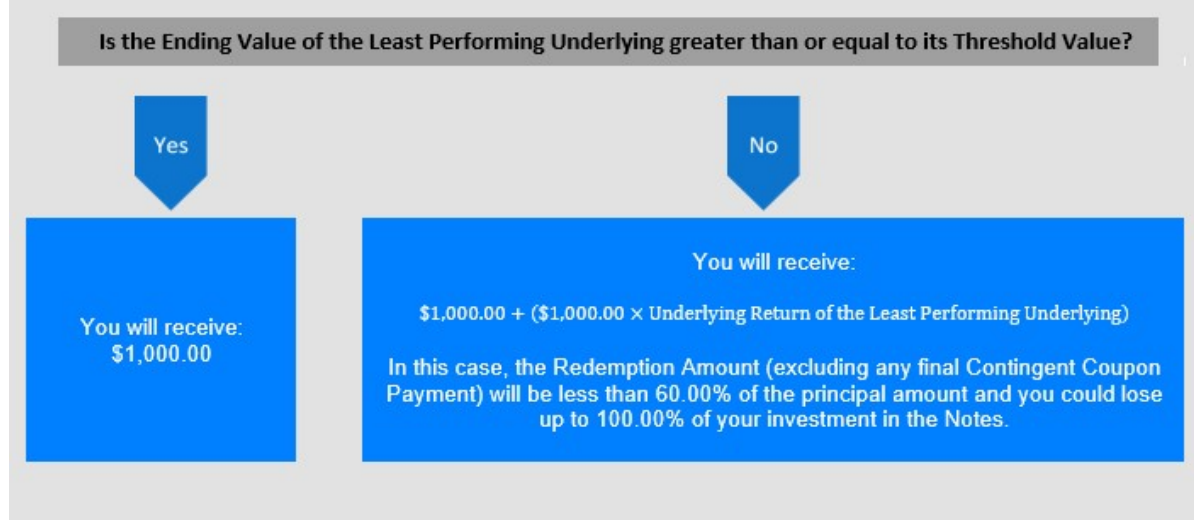 Is the Ending Value of the Least Performing Underlying greater than or equal to its Threshold Value?
Yes
No
You will receive:
$1,000.00
You will receive:
$1,000.00 + ($1,000.00 × Underlying Return of the Least Performing Underlying)
In this case, the Redemption Amount (excluding any final Contingent Coupon
Payment) will be less than 60.00% of the principal amount and you could lose
up to 100.00% of your investment in the Notes.